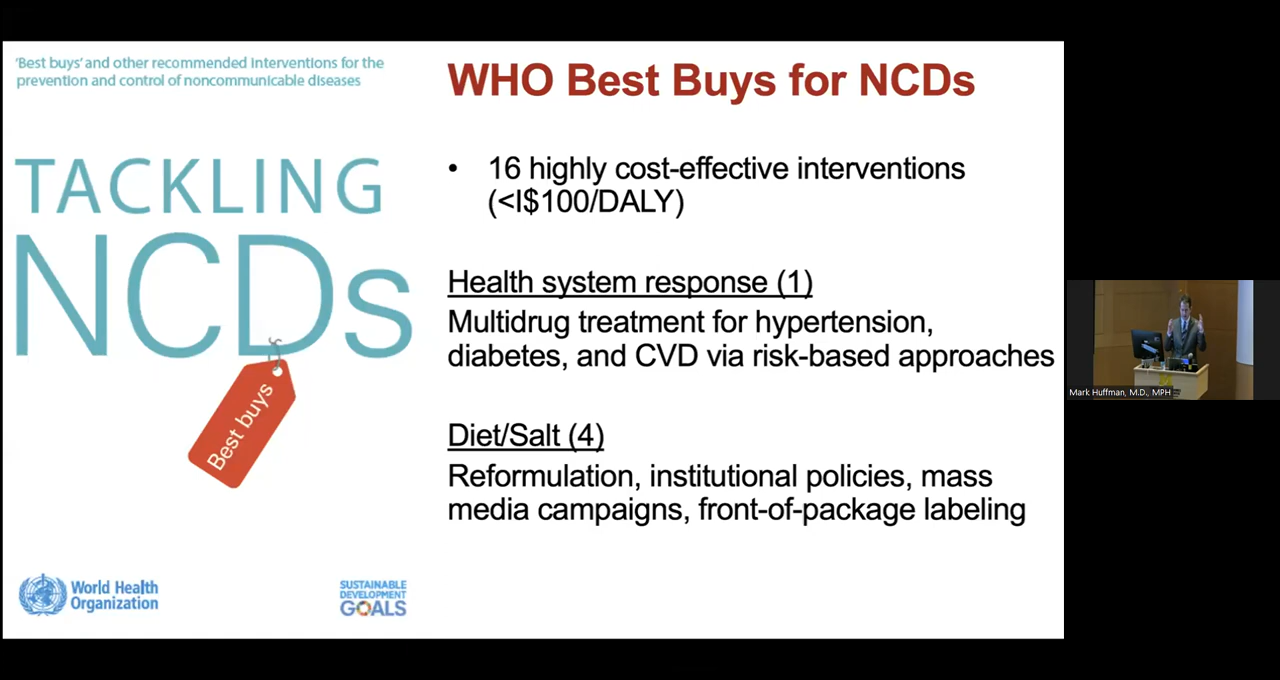 'Best buys' and other recommended interventions for the
prevention and control of noncommunicable diseases
TACKLING
NCDs
Best buys
World Health
Organization
SUSTAINABLE
DEVELOPMENT
GOALS
WHO Best Buys for NCDs
• 16 highly cost-effective interventions
(<I$100/DALY)
Health system response (1)
Multidrug treatment for hypertension,
diabetes, and CVD via risk-based approaches
Diet/Salt (4)
Reformulation, institutional policies, mass
media campaigns, front-of-package labeling
Mark Huffman, M.D., MPH